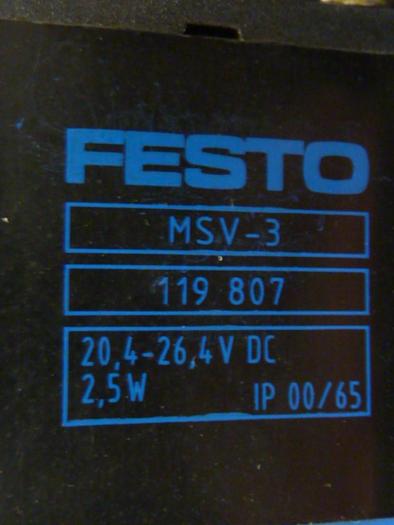 FESTO
MSV-3
119 807
20,4-26,4V DC
2,5W IP 00/65